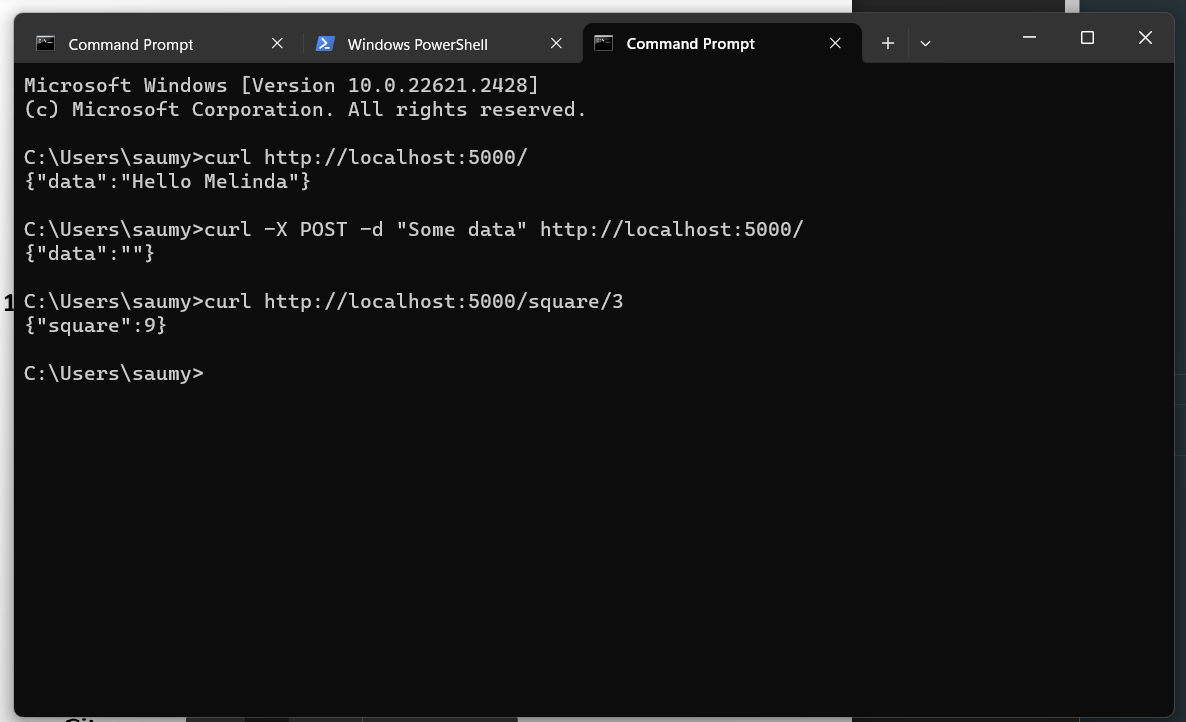 Command Prompt
Windows PowerShell
Command Prompt
Microsoft Windows [Version 10.0.22621.2428]
(c) Microsoft Corporation. All rights reserved.
C:\Users\saumy>curl http://localhost:5000/
{"data":"Hello Melinda"}
C:\Users\saumy>curl -X POST -d "Some data" http://localhost:5000/
{"data":""}
1
C:\Users\saumy>curl http://localhost:5000/square/3
{"square":9}
C:\Users\saumy>